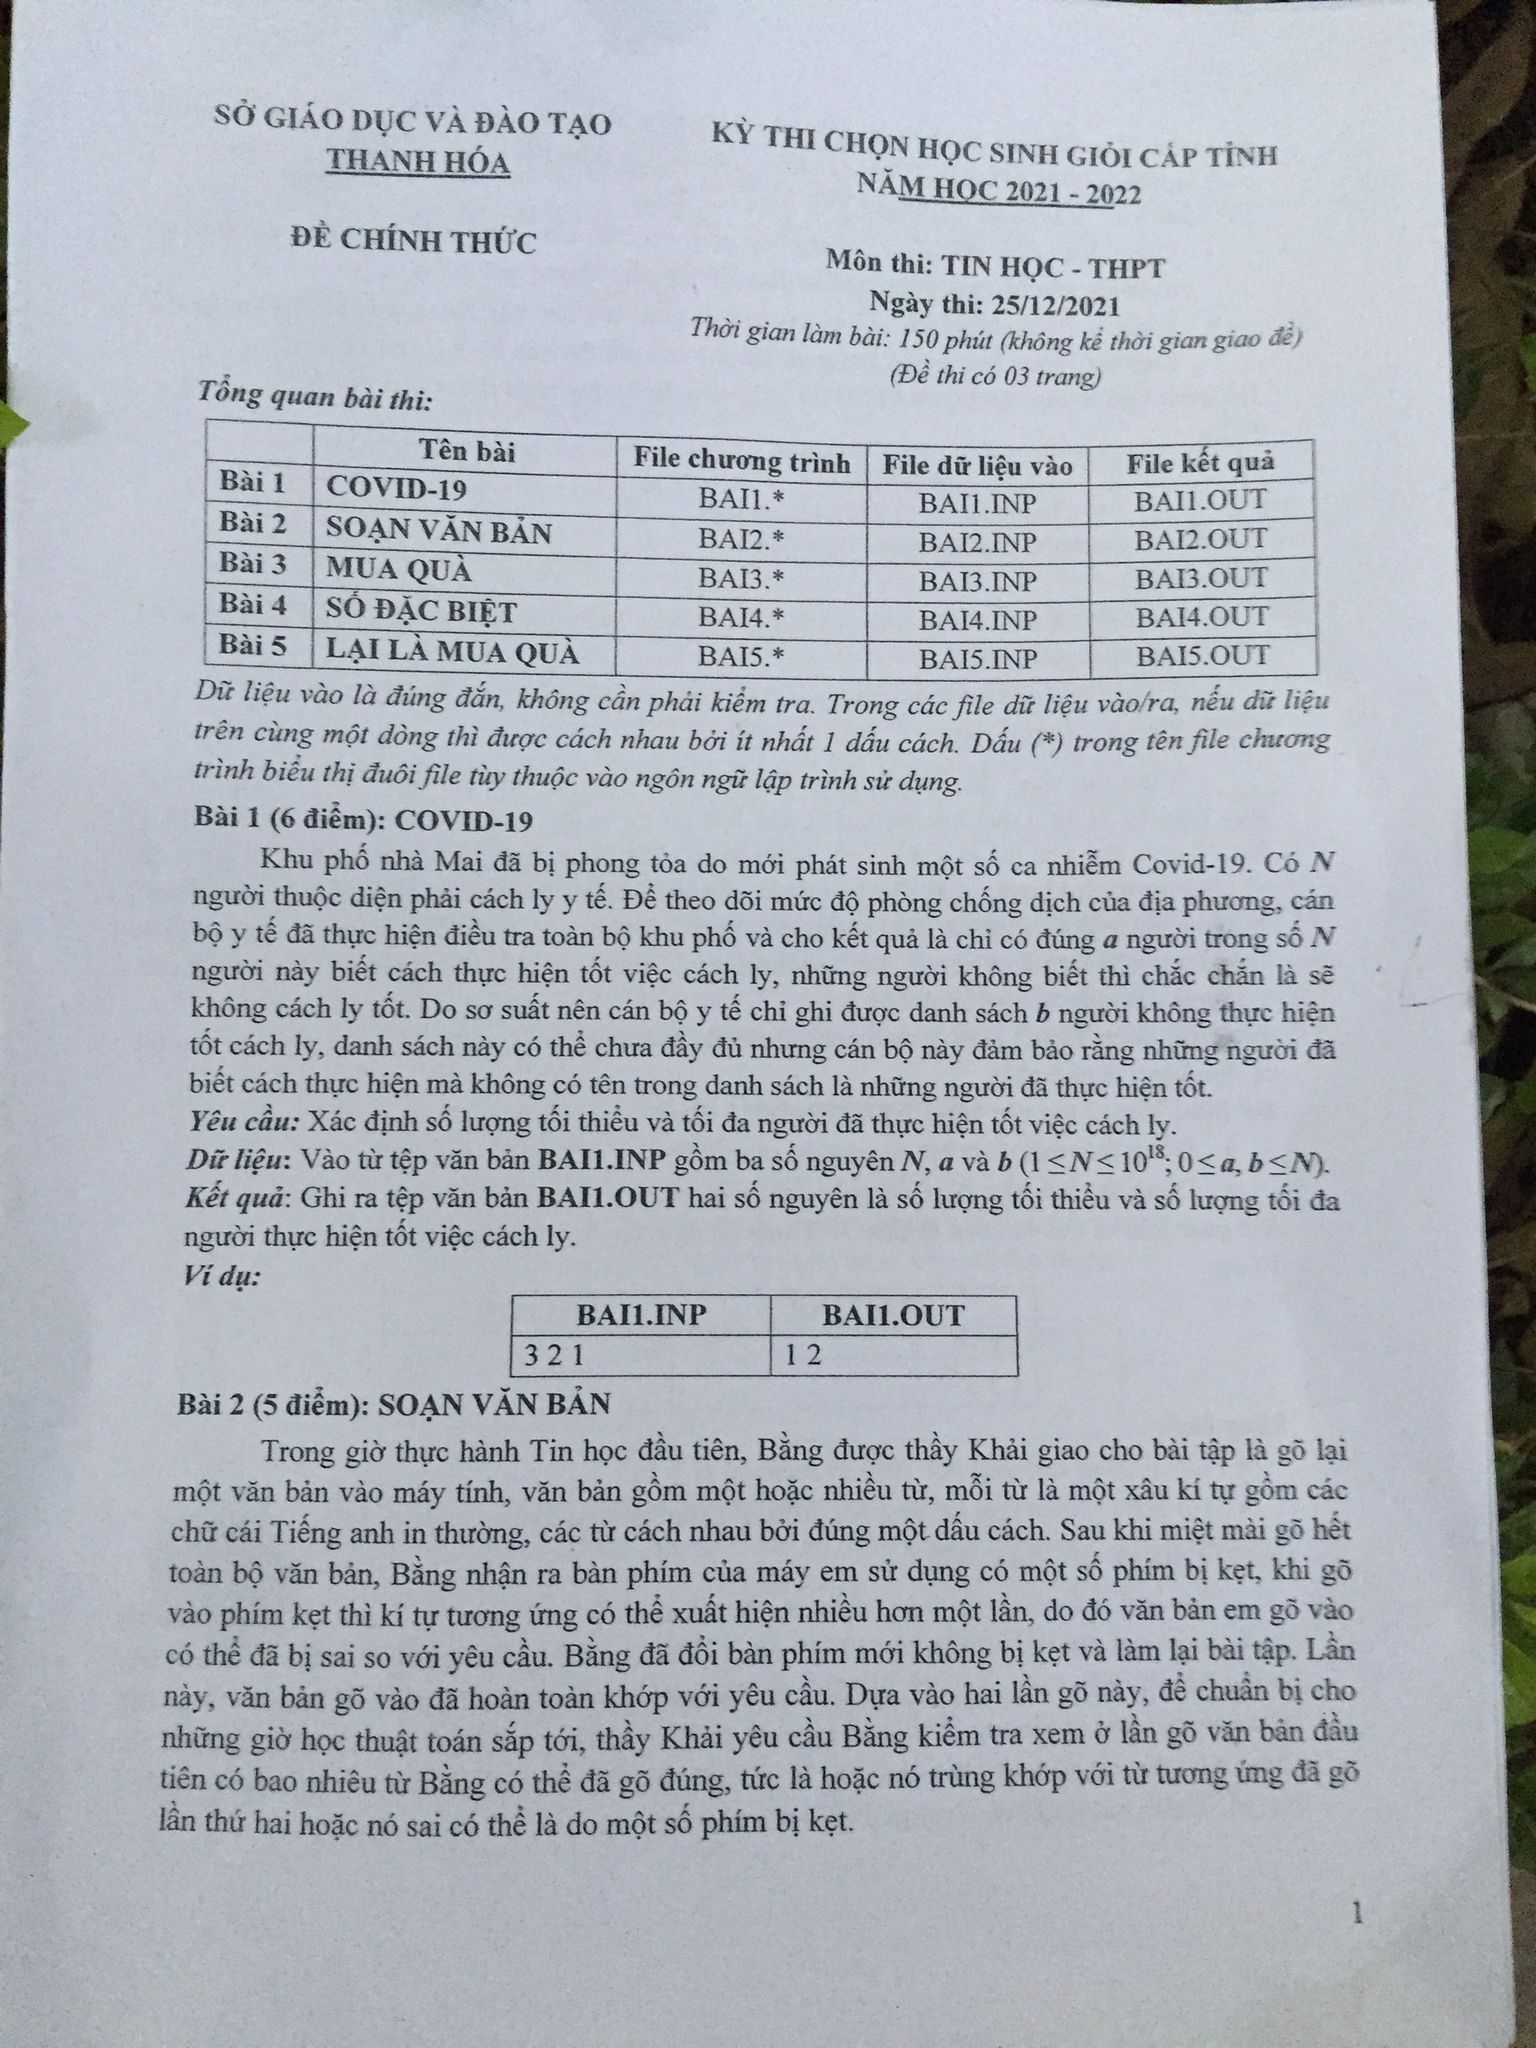 SỞ GIÁO DỤC VÀ ĐÀO TẠO
THANH HÓA
ĐỀ CHÍNH THỨC
KỲ THI CHỌN HỌC SINH GIỎI CẤP TỈNH
NĂM HỌC 2021 - 2022
Môn thi: TIN HỌC - THPT
Ngày thi: 25/12/2021
Thời gian làm bài: 150 phút (không kể thời gian giao đề)
(Đề thi có 03 trang)
Tổng quan bài thi:
Tên bài File chương trình File dữ liệu vào File kết quả
Bài 1 COVID-19 BAI1.* BAI1.INP BAI1.OUT
Bài 2 SOẠN VĂN BẢN BAI2.* BAI2.INP BAI2.OUT
Bài 3 MUA QUÀ BAI3.* BAI3.INP BAI3.OUT
Bài 4 SỐ ĐẶC BIỆT BAI4.* BAI4.INP BAI4.OUT
Bài 5 LẠI LÀ MUA QUÀ BAI5.* BAI5.INP BAI5.OUT
Dữ liệu vào là đúng đắn, không cần phải kiểm tra. Trong các file dữ liệu vào/ra, nếu dữ liệu
trên cùng một dòng thì được cách nhau bởi ít nhất 1 dấu cách. Dấu (*) trong tên file chương
trình biểu thị đuôi file tùy thuộc vào ngôn ngữ lập trình sử dụng.
Bài 1 (6 điểm): COVID-19
Khu phố nhà Mai đã bị phong tỏa do mới phát sinh một số ca nhiễm Covid-19. Có N
người thuộc diện phải cách ly y tế. Để theo dõi mức độ phòng chống dịch của địa phương, cán
bộ y tế đã thực hiện điều tra toàn bộ khu phố và cho kết quả là chỉ có đúng a người trong số N
người này biết cách thực hiện tốt việc cách ly, những người không biết thì chắc chắn là sẽ
không cách ly tốt. Do sơ suất nên cán bộ y tế chỉ ghi được danh sách b người không thực hiện
tốt cách ly, danh sách này có thể chưa đầy đủ nhưng cán bộ này đảm bảo rằng những người đã
biết cách thực hiện mà không có tên trong danh sách là những người đã thực hiện tốt.
Yêu cầu: Xác định số lượng tối thiểu và tối đa người đã thực hiện tốt việc cách ly.
Dữ liệu: Vào từ tệp văn bản BAI1.INP gồm ba số nguyên N, a và b (1 ≤ N ≤ 10¹⁸; 0 ≤ a, b ≤ N).
Kết quả: Ghi ra tệp văn bản BAI1.OUT hai số nguyên là số lượng tối thiểu và số lượng tối đa
người thực hiện tốt việc cách ly.
Ví dụ:
BAI1.INP BAI1.OUT
3 2 1 1 2
Bài 2 (5 điểm): SOẠN VĂN BẢN
Trong giờ thực hành Tin học đầu tiên, Bằng được thầy Khải giao cho bài tập là gõ lại
một văn bản vào máy tính, văn bản gồm một hoặc nhiều từ, mỗi từ là một xâu kí tự gồm các
chữ cái Tiếng anh in thường, các từ cách nhau bởi đúng một dấu cách. Sau khi miệt mài gõ hết
toàn bộ văn bản, Bằng nhận ra bàn phím của máy em sử dụng có một số phím bị kẹt, khi gõ
vào phím kẹt thì kí tự tương ứng có thể xuất hiện nhiều hơn một lần, do đó văn bản em gõ vào
có thể đã bị sai so với yêu cầu. Bằng đã đổi bàn phím mới không bị kẹt và làm lại bài tập. Lần
này, văn bản gõ vào đã hoàn toàn khớp với yêu cầu. Dựa vào hai lần gõ này, để chuẩn bị cho
những giờ học thuật toán sắp tới, thầy Khải yêu cầu Bằng kiểm tra xem ở lần gõ văn bản đầu
tiên có bao nhiêu từ Bằng có thể đã gõ đúng, tức là hoặc nó trùng khớp với từ tương ứng đã gõ
lần thứ hai hoặc nó sai có thể là do một số phím bị kẹt.
1